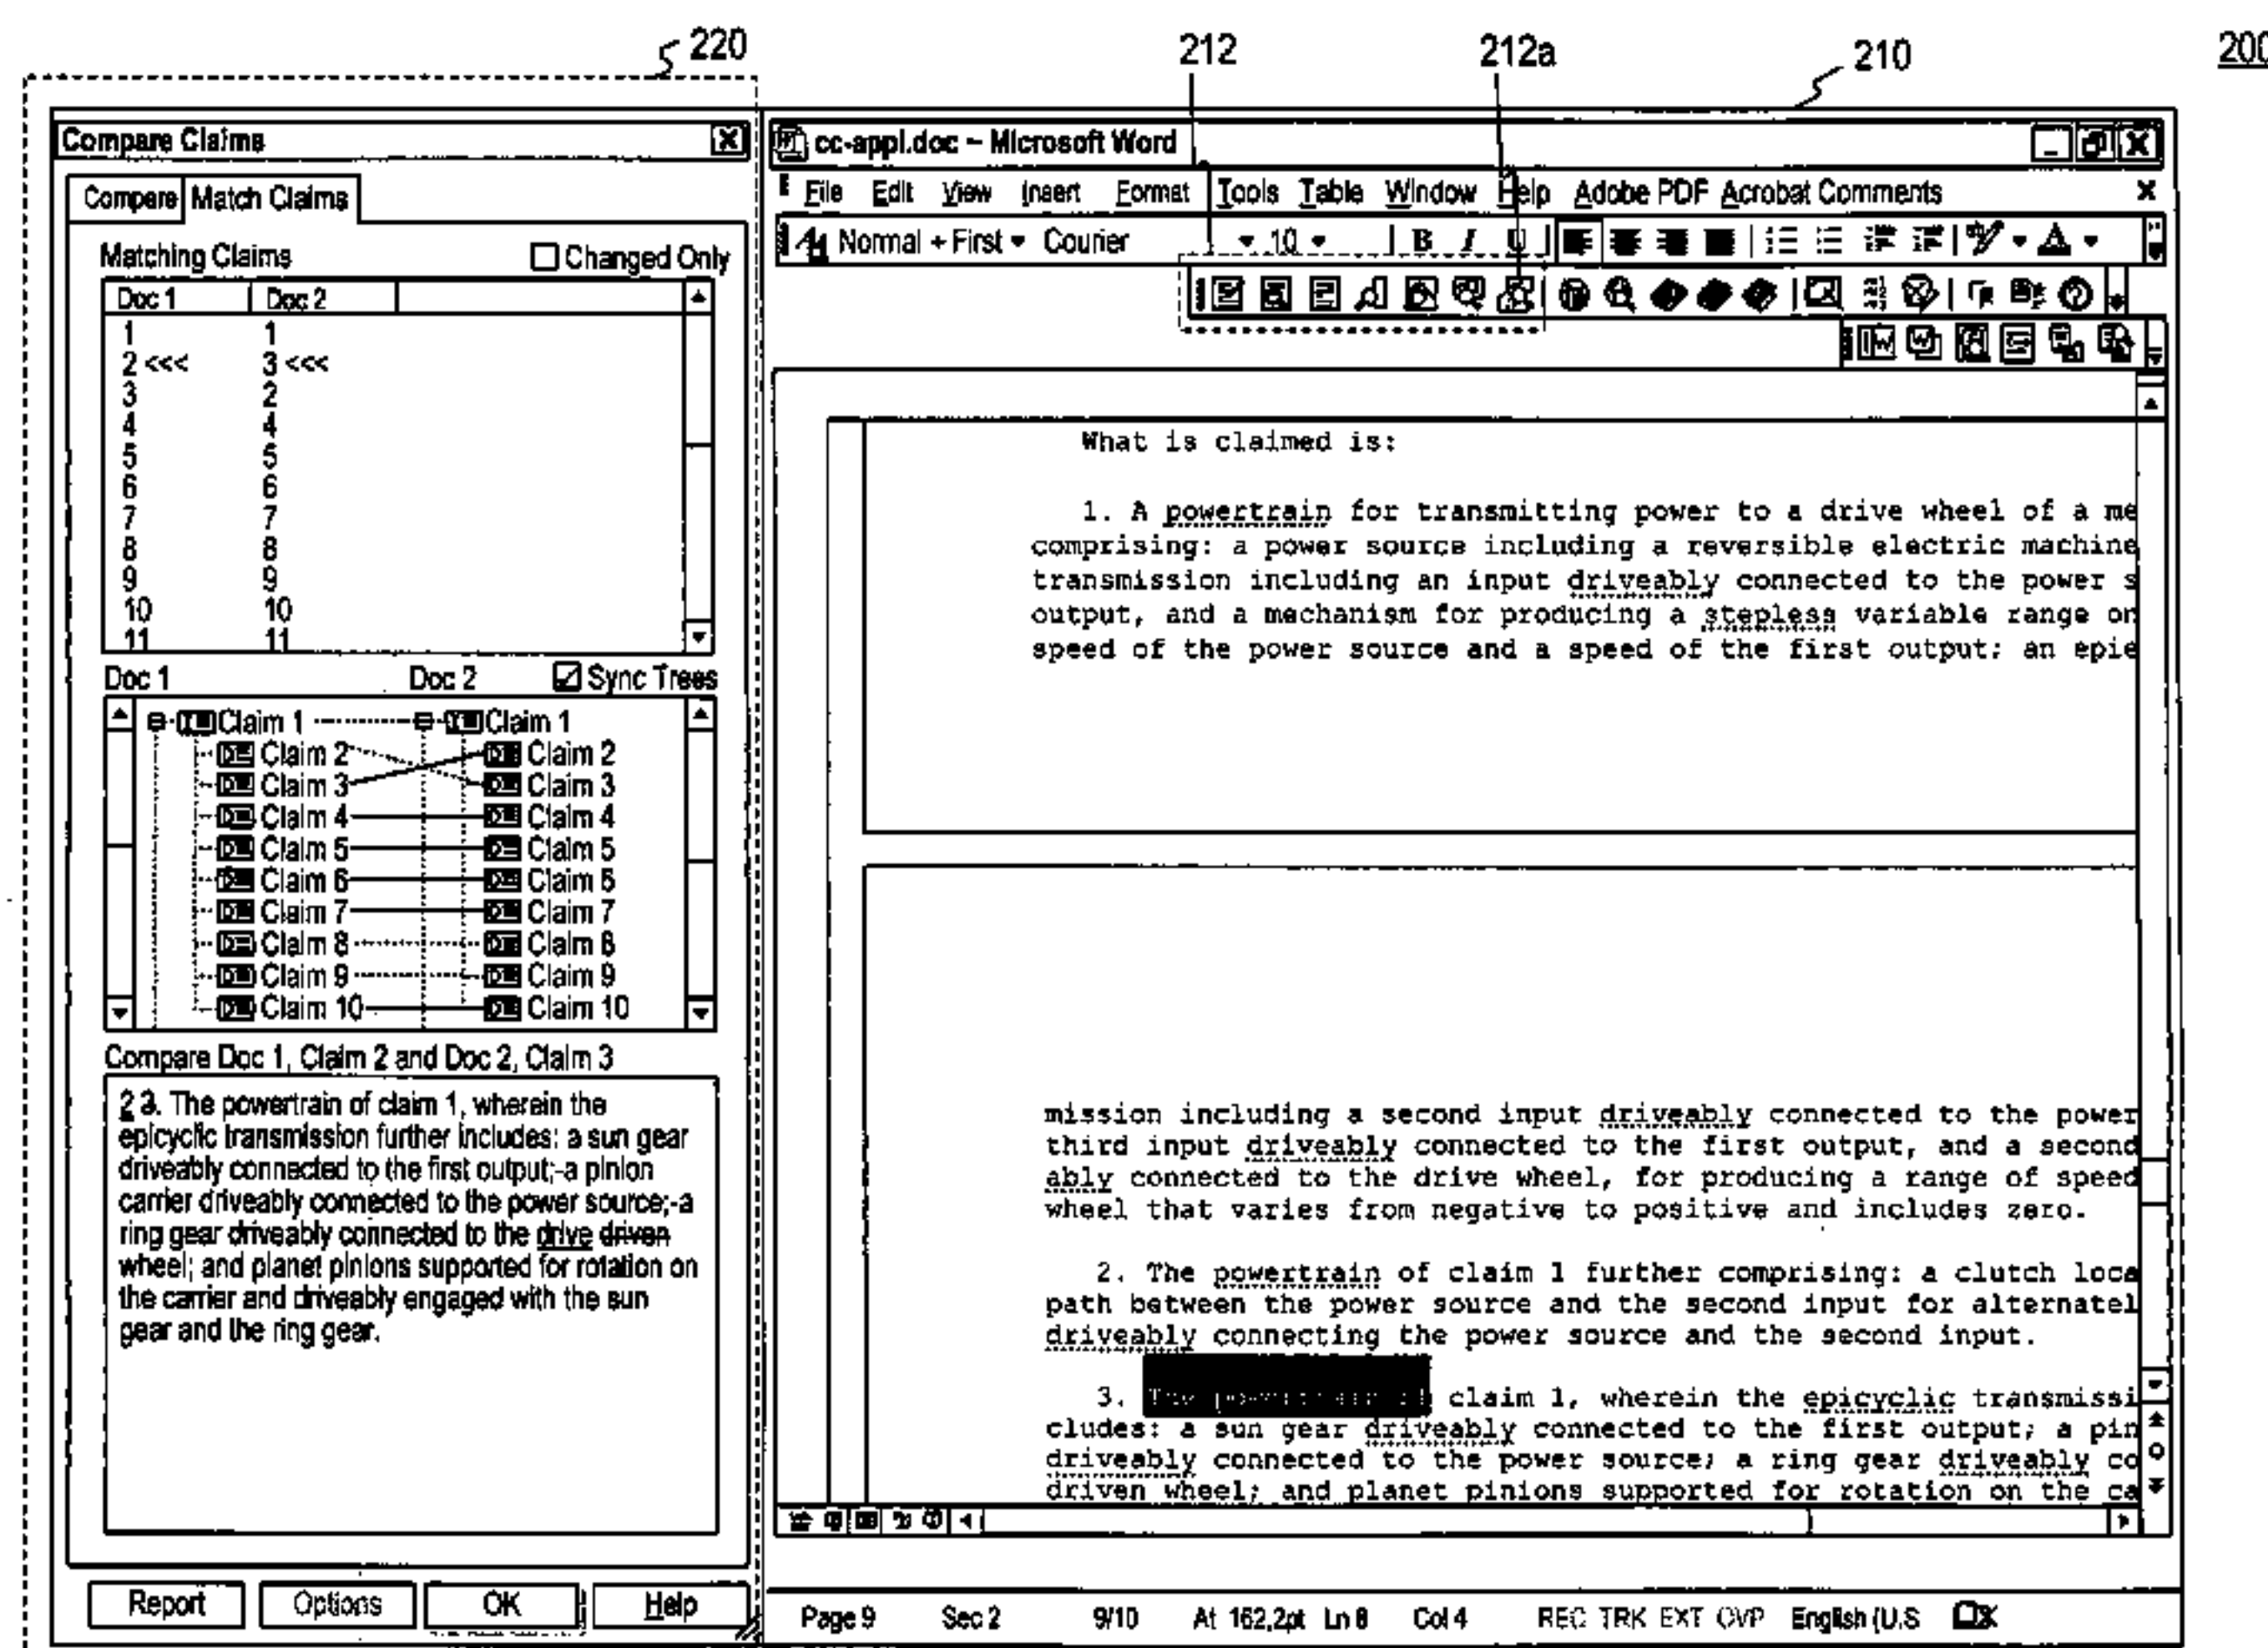 220
212
212a
210
200
Compare Claims
cc-appl.doc – Microsoft Word
Compare Match Claims
File Edit View Insert Format Tools Table Window Help Adobe PDF Acrobat Comments
Normal + First Courier 10 B I U
Matching Claims Changed Only
Doc 1 Doc 2
1 1
2 <<< 3 <<<
3 2
4 4
5 5
6 6
7 7
8 8
9 9
10 10
11 11
Doc 1 Doc 2 Sync Trees
Claim 1 Claim 1
Claim 2 Claim 2
Claim 3 Claim 3
Claim 4 Claim 4
Claim 5 Claim 5
Claim 6 Claim 6
Claim 7 Claim 7
Claim 8 Claim 8
Claim 9 Claim 9
Claim 10 Claim 10
Compare Doc 1, Claim 2 and Doc 2, Claim 3
2 3. The powertrain of claim 1, wherein the
epicyclic transmission further includes: a sun gear
driveably connected to the first output;-a pinion
carrier driveably connected to the power source;-a
ring gear driveably connected to the drive driven
wheel; and planet pinions supported for rotation on
the carrier and driveably engaged with the sun
gear and the ring gear.
Report Options OK Help
What is claimed is:
1. A powertrain for transmitting power to a drive wheel of a me
comprising: a power source including a reversible electric machine
transmission including an input driveably connected to the power s
output, and a mechanism for producing a stepless variable range on
speed of the power source and a speed of the first output; an epie
mission including a second input driveably connected to the power
third input driveably connected to the first output, and a second
ably connected to the drive wheel, for producing a range of speed
wheel that varies from negative to positive and includes zero.
2. The powertrain of claim 1 further comprising: a clutch loca
path between the power source and the second input for alternatel
driveably connecting the power source and the second input.
3. The powertrain of claim 1, wherein the epicyclic transmissi
cludes: a sun gear driveably connected to the first output; a pin
driveably connected to the power source; a ring gear driveably co
driven wheel; and planet pinions supported for rotation on the ca
Page 9 Sec 2 9/10 At 162,2pt Ln 8 Col 4 REC TRK EXT OVP English (U.S